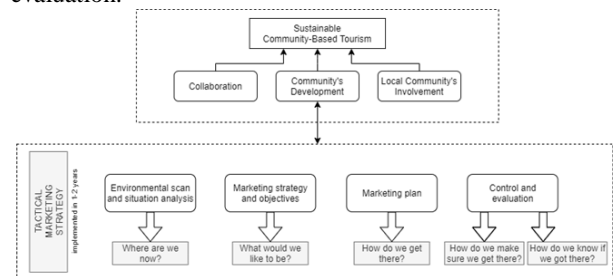 evaluation.
Sustainable
Community-Based Tourism
Collaboration
Community's
Development
Local Community's
Involvement
TACTICAL
MARKETING
STRATEGY
implemented in 1-2 years
Environmental scan
and situation analysis
Marketing strategy
and objectives
Marketing plan
Control and
evaluation
Where are we
now?
What would we
like to be?
How do we get
there?
How do we make
sure we get there?
How do we know if
we got there?